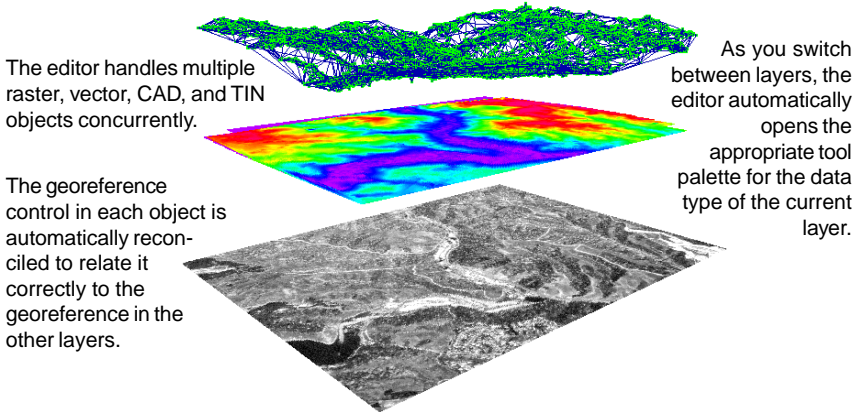 The editor handles multiple
raster, vector, CAD, and TIN
objects concurrently.
The georeference
control in each object is
automatically recon-
ciled to relate it
correctly to the
georeference in the
other layers.
As you switch
between layers, the
editor automatically
opens the
appropriate tool
palette for the data
type of the current
layer.